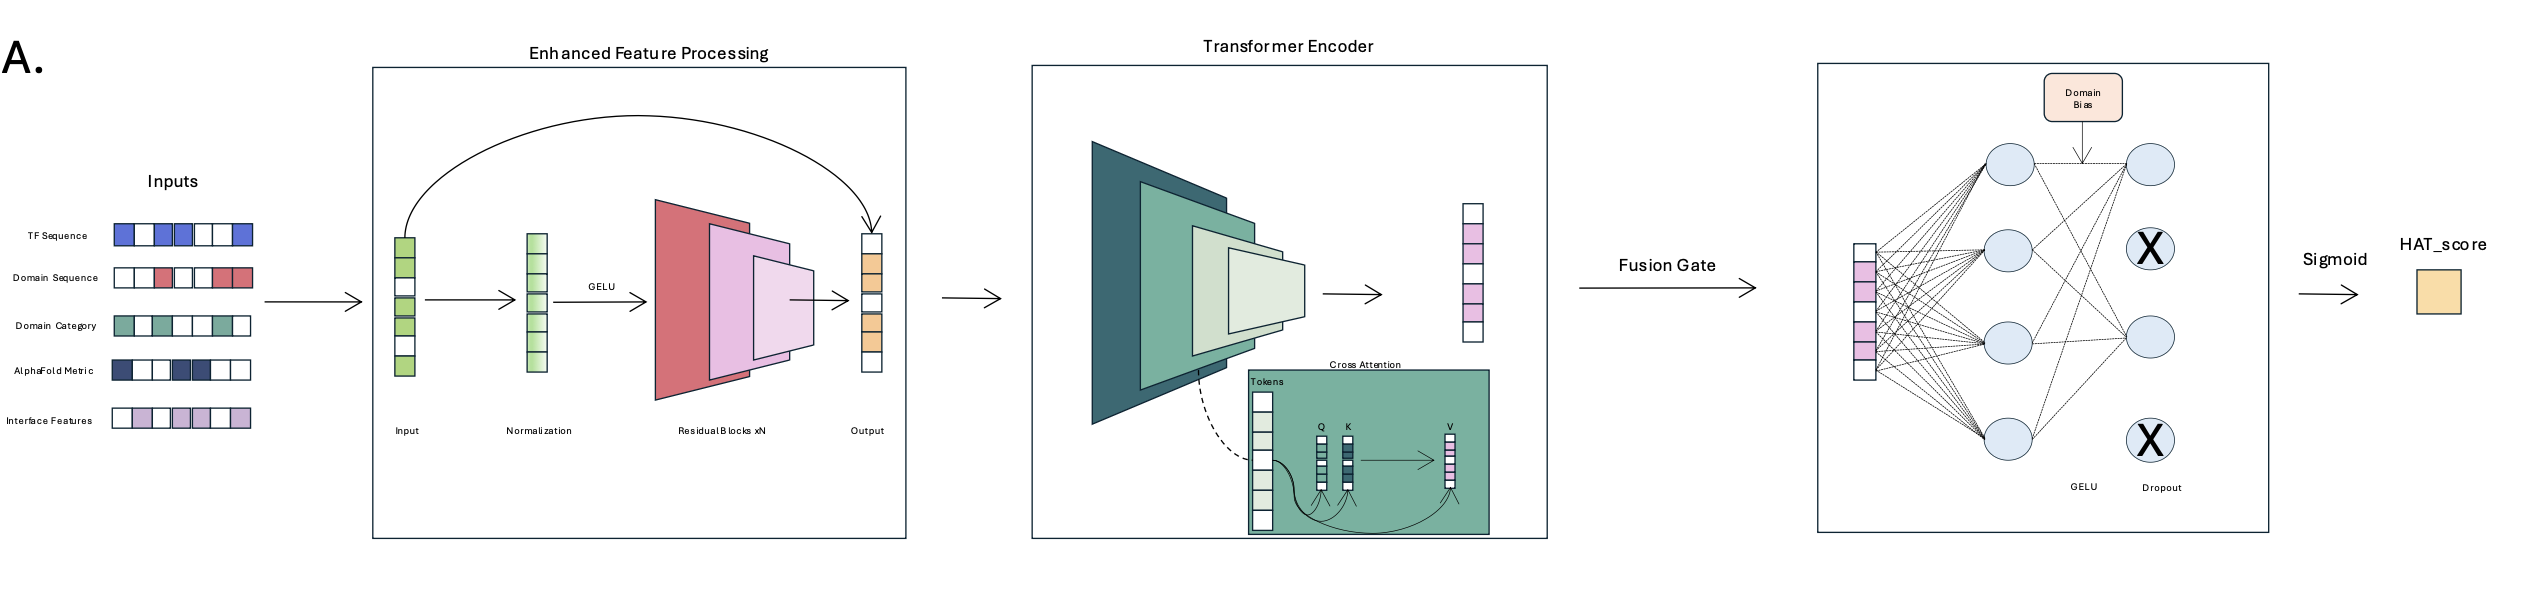 A.
Inputs
TF Sequence
Domain Sequence
Domain Category
AlphaFold Metric
Interface Features
Enhanced Feature Processing
GELU
Input
Normalization
Residual Blocks xN
Output
Transformer Encoder
Cross Attention
Tokens
Q K V
Fusion Gate
Domain
Bias
X
X
GELU
Dropout
Sigmoid
HAT_score